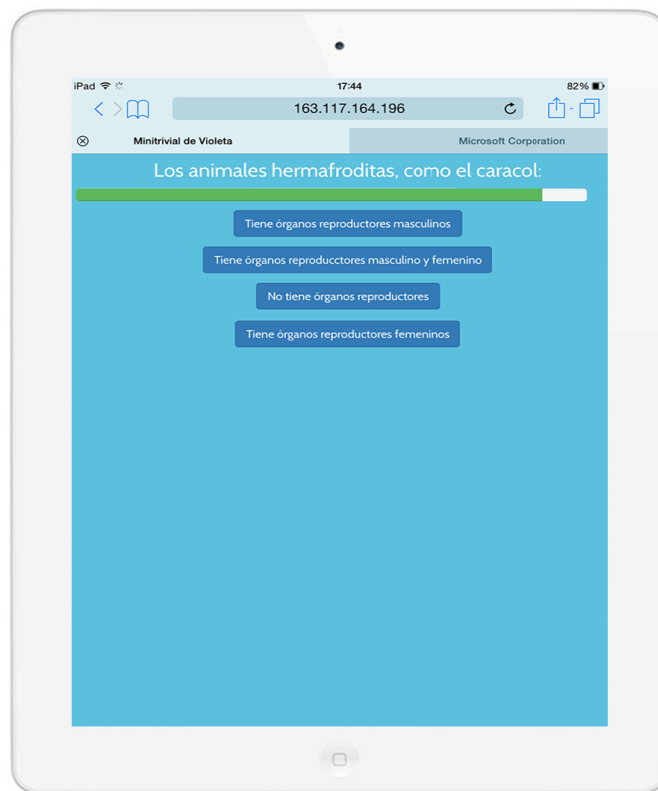 iPad 17:44 82%
163.117.164.196
Minitrivial de Violeta Microsoft Corporation
Los animales hermafroditas, como el caracol:
Tiene órganos reproductores masculinos
Tiene órganos reproducctores masculino y femenino
No tiene órganos reproductores
Tiene órganos reproductores femeninos